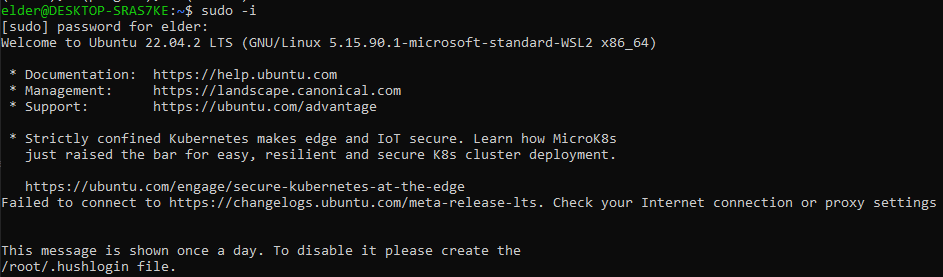 elder@DESKTOP-SRAS7KE:~$ sudo -i
[sudo] password for elder:
Welcome to Ubuntu 22.04.2 LTS (GNU/Linux 5.15.90.1-microsoft-standard-WSL2 x86_64)

 * Documentation:  https://help.ubuntu.com
 * Management:     https://landscape.canonical.com
 * Support:        https://ubuntu.com/advantage

 * Strictly confined Kubernetes makes edge and IoT secure. Learn how MicroK8s
   just raised the bar for easy, resilient and secure K8s cluster deployment.

   https://ubuntu.com/engage/secure-kubernetes-at-the-edge
Failed to connect to https://changelogs.ubuntu.com/meta-release-lts. Check your Internet connection or proxy settings

This message is shown once a day. To disable it please create the
/root/.hushlogin file.